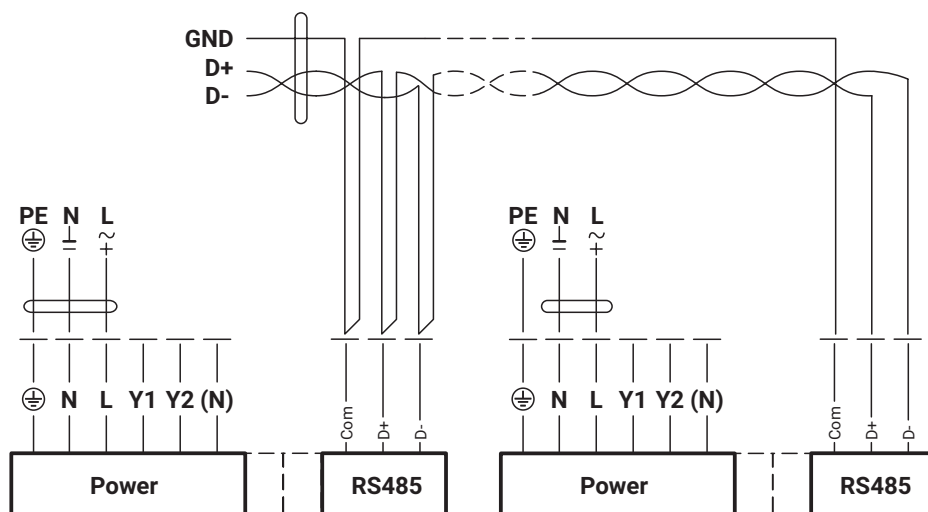 GND
D+
D-
PE N L PE N L
N L Y1 Y2 (N) Com D+ D- N L Y1 Y2 (N) Com D+ D-
Power RS485 Power RS485